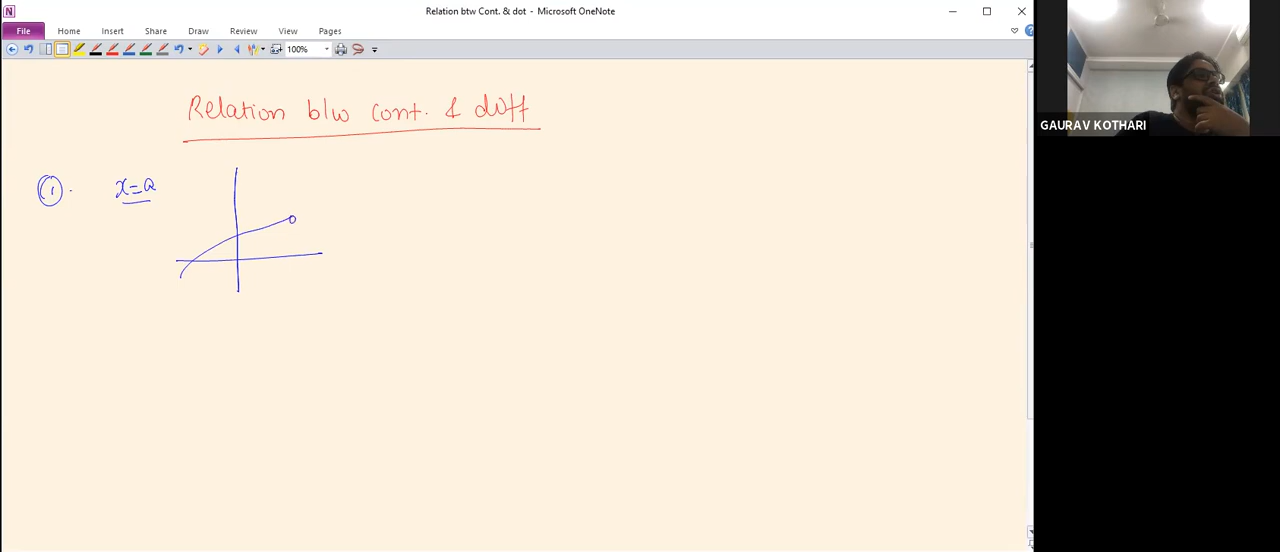 Relation btw Cont. & dot - Microsoft OneNote
File Home Insert Share Draw Review View Pages
100%
GAURAV KOTHARI
Relation b/w cont. & diff
(1). x=a